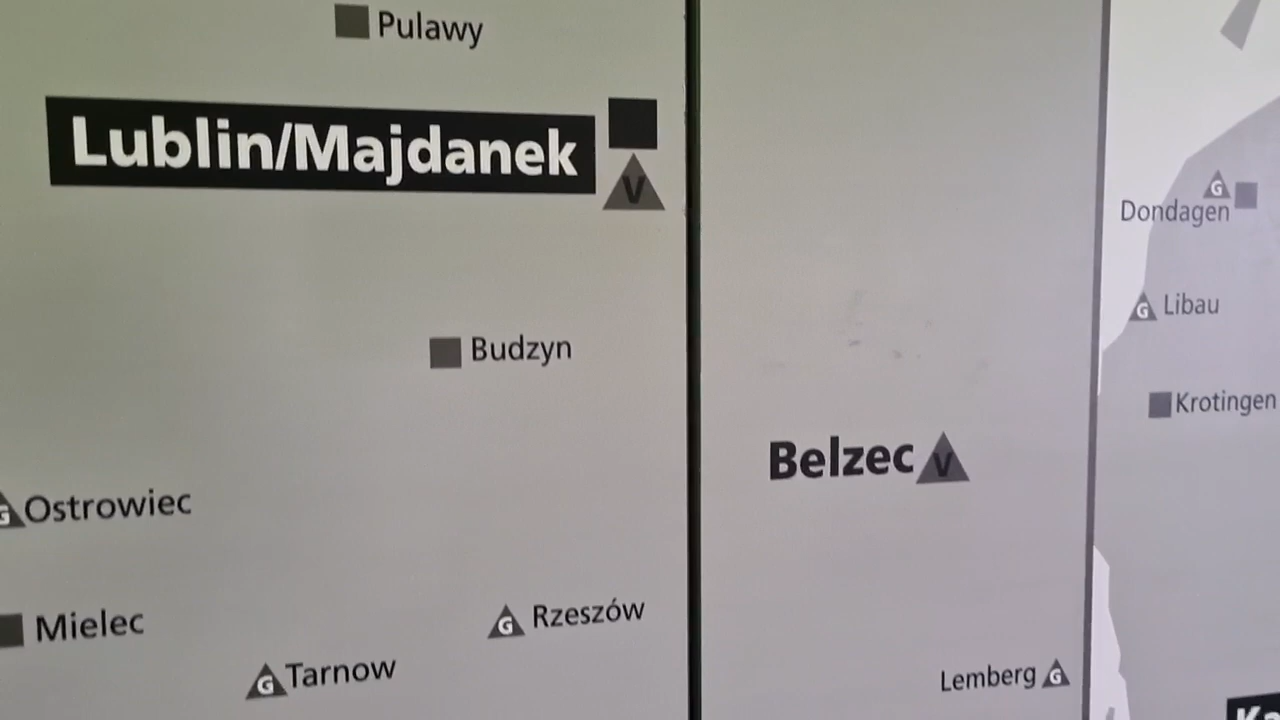 Pulawy
Lublin/Majdanek
V
G
Dondagen
G Libau
Budzyn
Krotingen
Belzec V
G Ostrowiec
Mielec
G Rzeszów
G Tarnow
Lemberg G